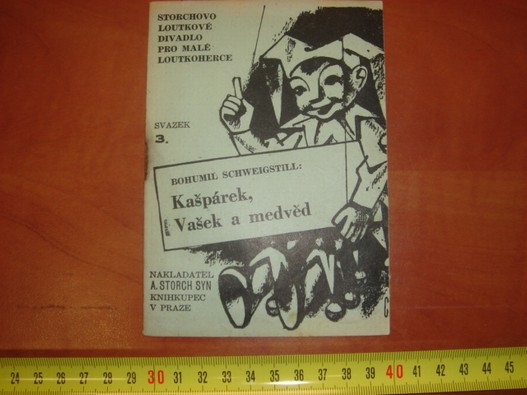 STORCHOVO
LOUTKOVÉ
DIVADLO
PRO MALÉ
LOUTKOHERCE
SVAZEK
3.
BOHUMIL SCHWEIGSTILL:
Kašpárek,
Vašek a medvěd
NAKLADATEL
A. STORCH SYN
KNIHKUPEC
V PRAZE
24 25 26 27 28 29 30 31 32 33 34 35 36 37 38 39 40 41 42 43 44 45